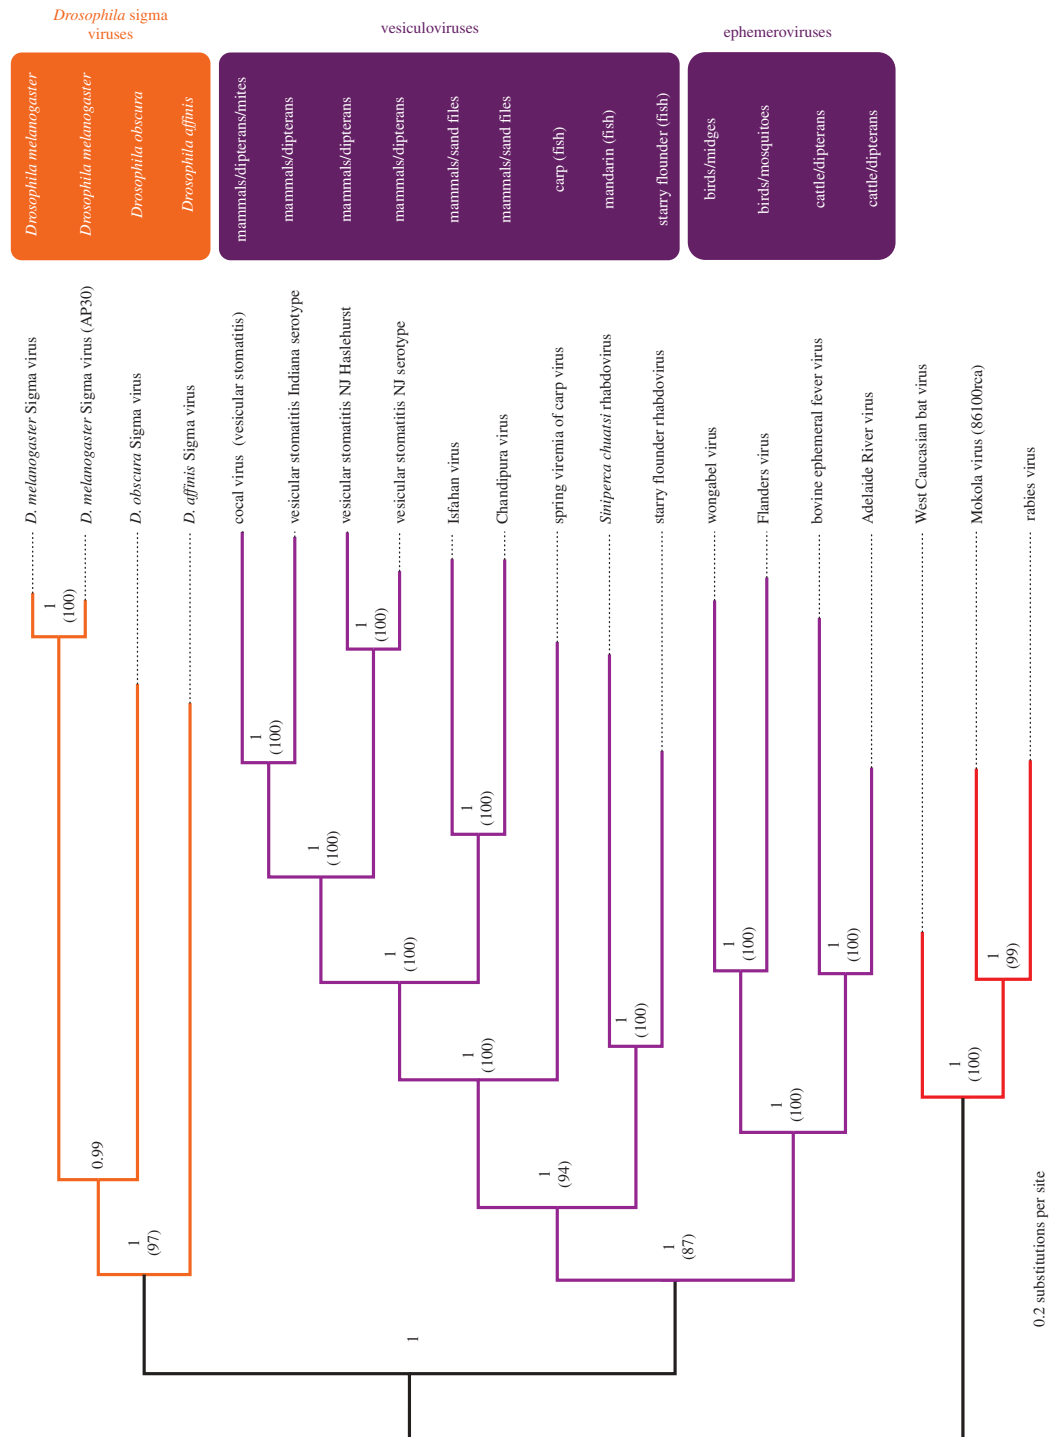 Drosophila sigma
viruses
vesiculoviruses
ephemeroviruses
Drosophila melanogaster
Drosophila melanogaster
Drosophila obscura
Drosophila affinis
mammals/dipterans/mites
mammals/dipterans
mammals/dipterans
mammals/dipterans
mammals/sand files
mammals/sand files
carp (fish)
mandarin (fish)
starry flounder (fish)
birds/midges
birds/mosquitoes
cattle/dipterans
cattle/dipterans
D. melanogaster Sigma virus
D. melanogaster Sigma virus (AP30)
D. obscura Sigma virus
D. affinis Sigma virus
cocal virus (vesicular stomatitis)
vesicular stomatitis Indiana serotype
vesicular stomatitis NJ Haslehurst
vesicular stomatitis NJ serotype
Isfahan virus
Chandipura virus
spring viremia of carp virus
Siniperca chuatsi rhabdovirus
starry flounder rhabdovirus
wongabel virus
Flanders virus
bovine ephemeral fever virus
Adelaide River virus
West Caucasian bat virus
Mokola virus (86100rca)
rabies virus
1
(100)
1
(100)
1
(100)
1
(100)
1
(100)
1
(100)
1
(100)
1
(100)
1
(100)
1
(100)
1
(99)
1
(100)
1
(100)
0.99
1
(94)
1
(97)
1
(87)
1
0.2 substitutions per site